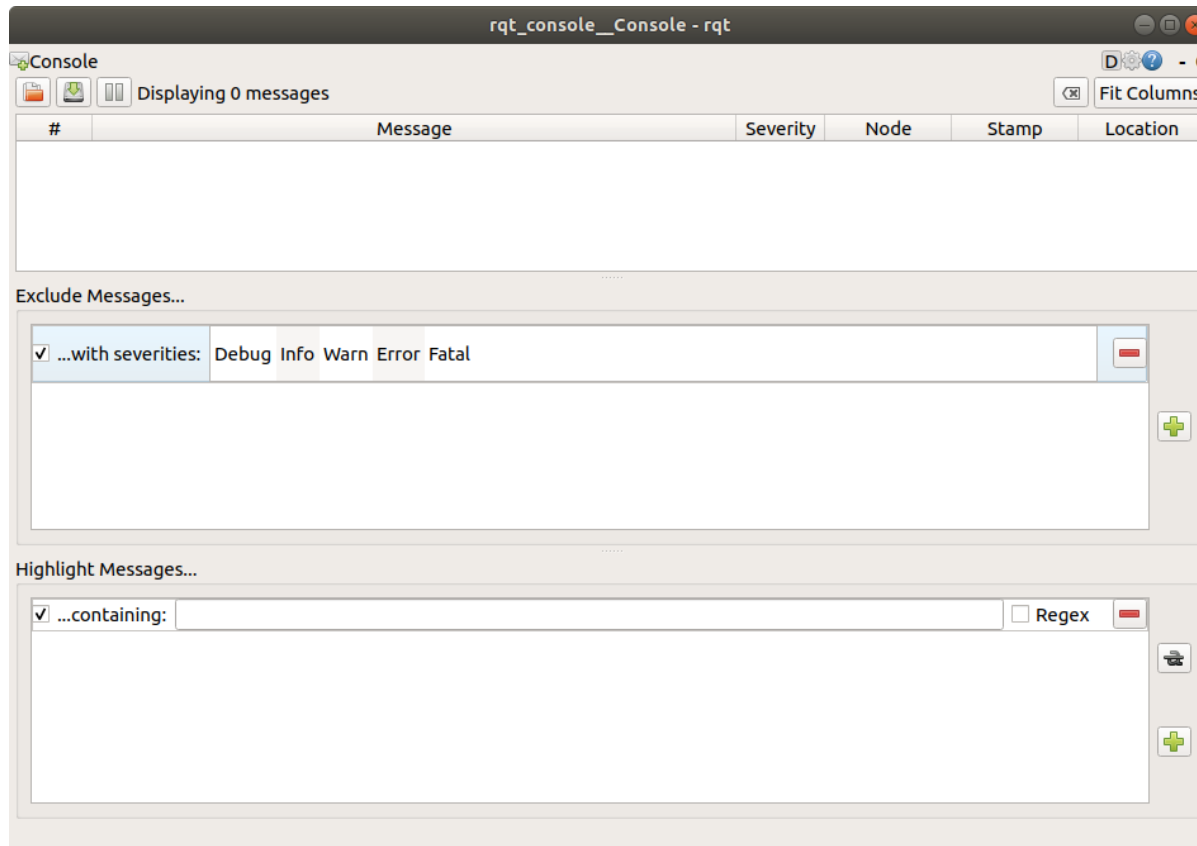 rqt_console__Console - rqt
Console D ? -
Displaying 0 messages Fit Columns
# Message Severity Node Stamp Location
Exclude Messages...
...with severities: Debug Info Warn Error Fatal
Highlight Messages...
...containing: Regex